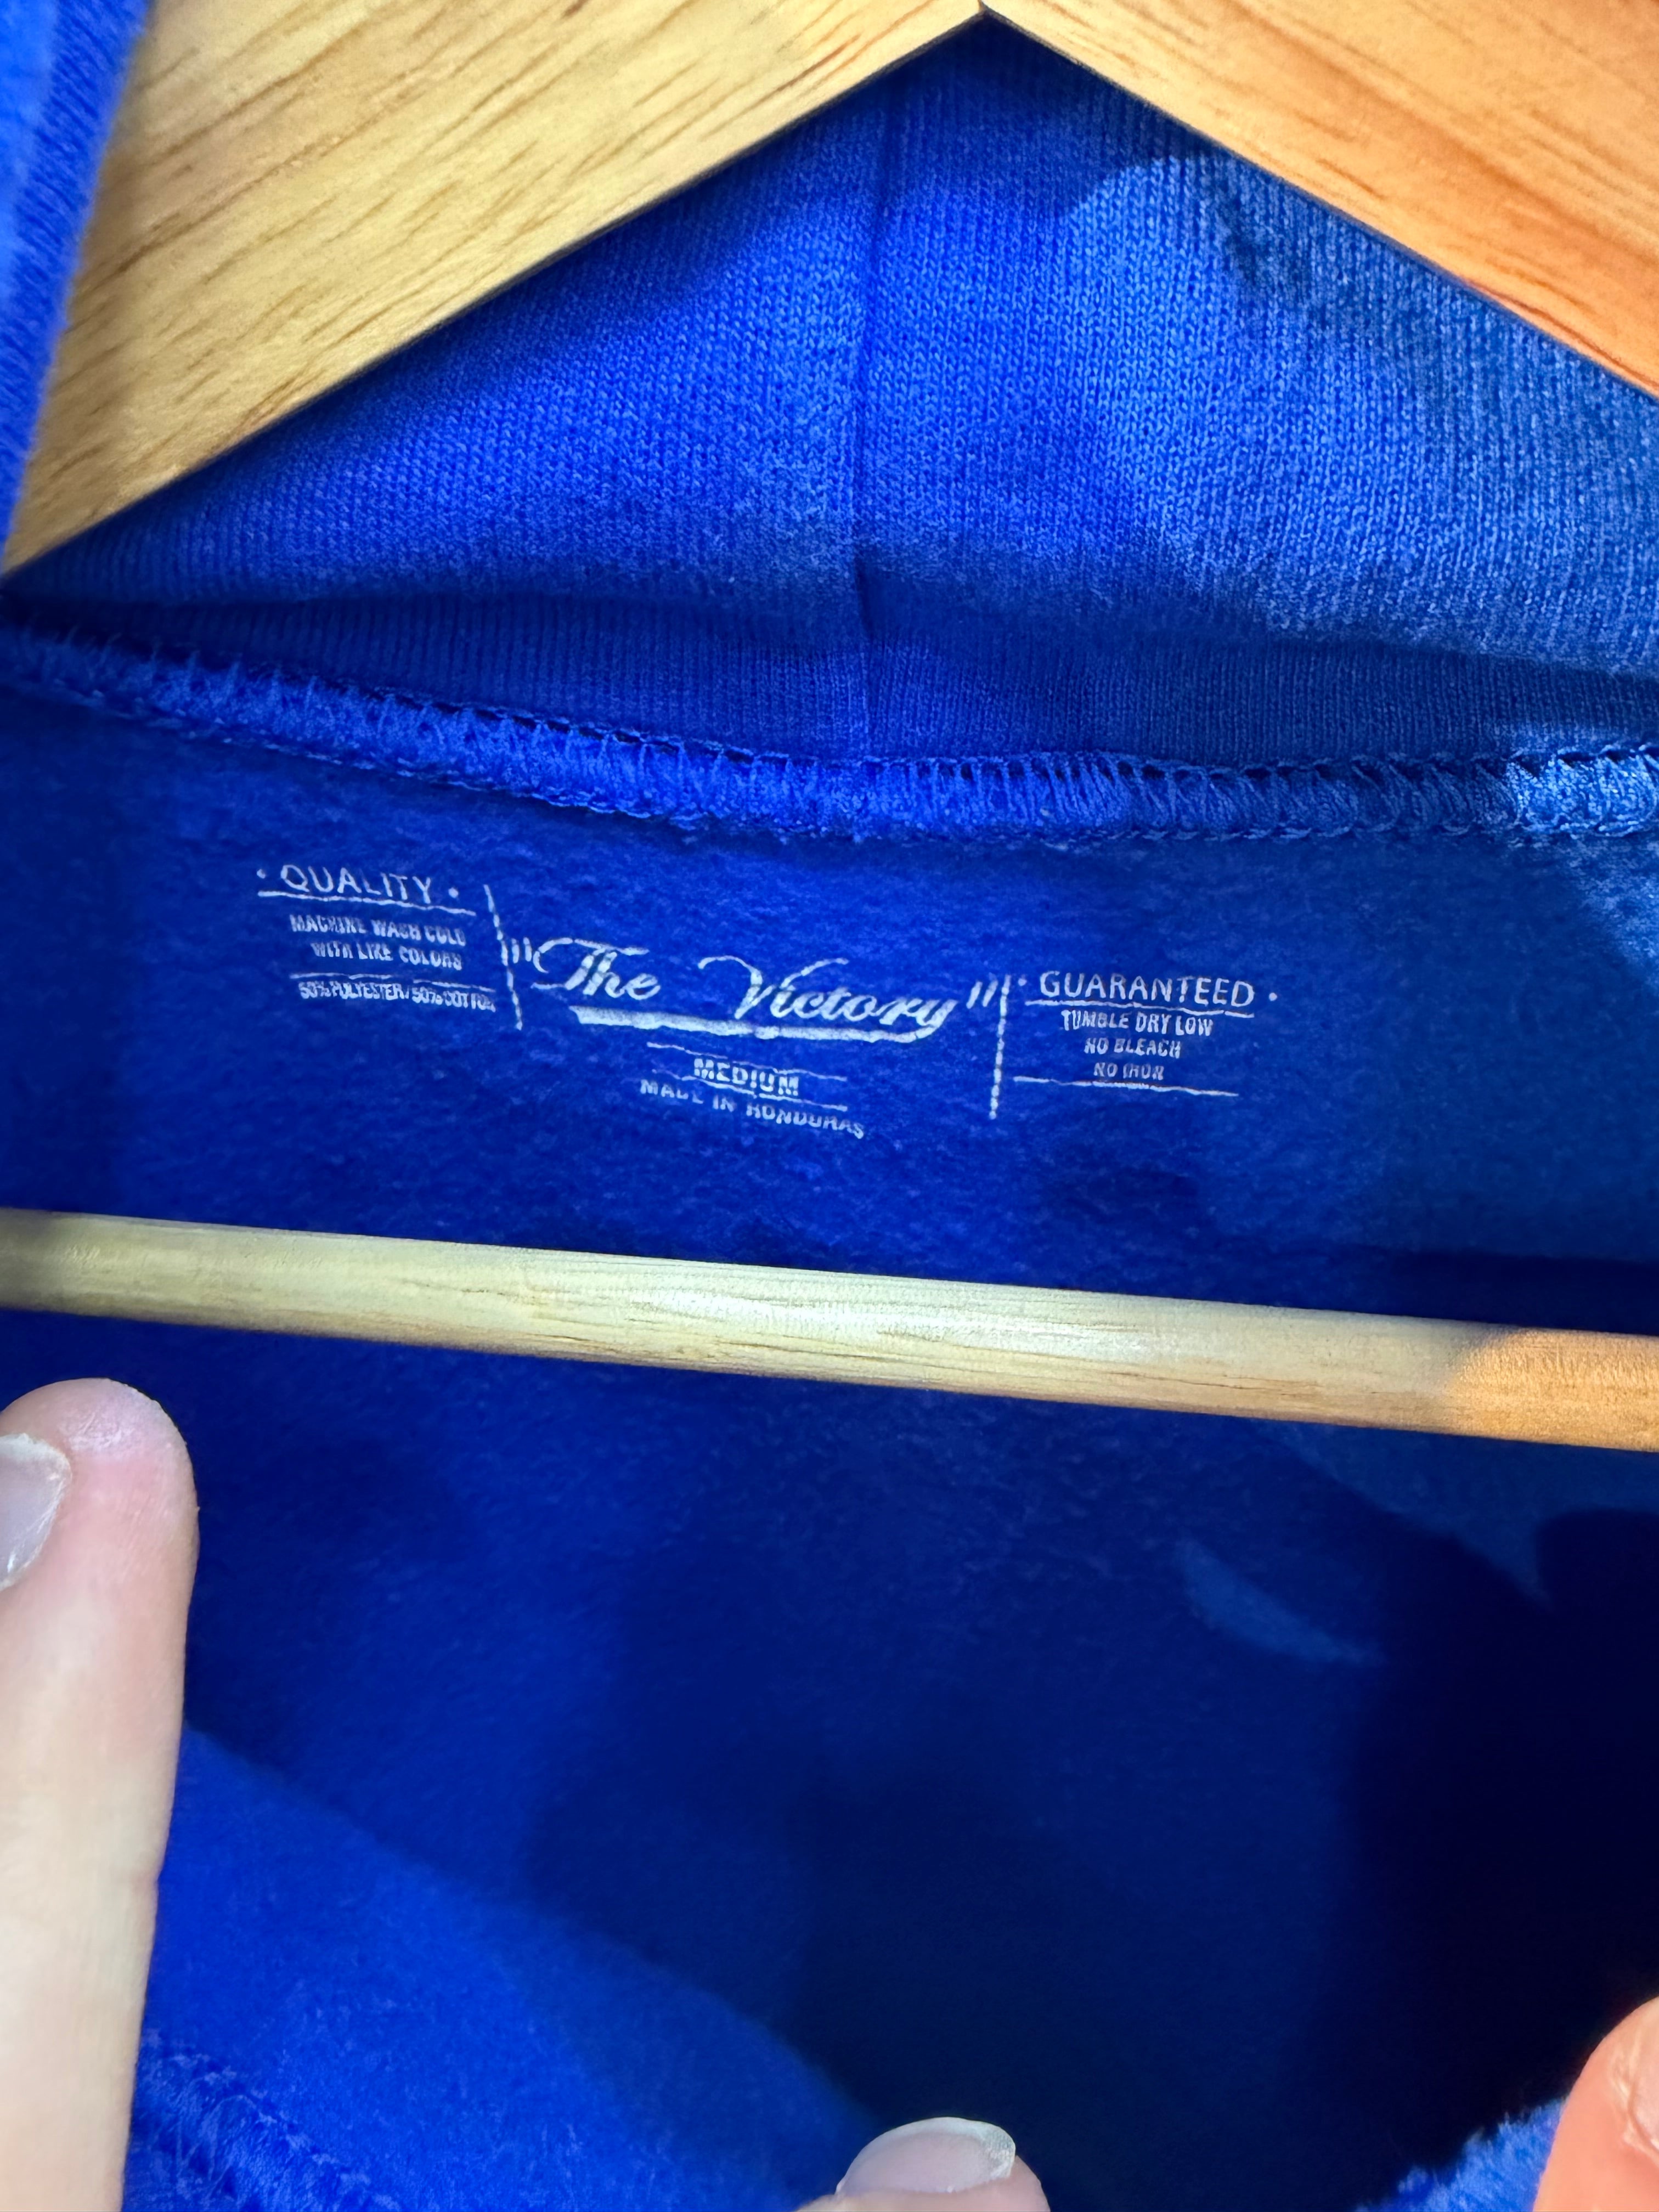 · QUALITY ·
MACHINE WASH COLD
WITH LIKE COLORS
50% POLYESTER/50% COTTON
"The Victory"
MEDIUM
MADE IN HONDURAS
· GUARANTEED ·
TUMBLE DRY LOW
NO BLEACH
NO IRON